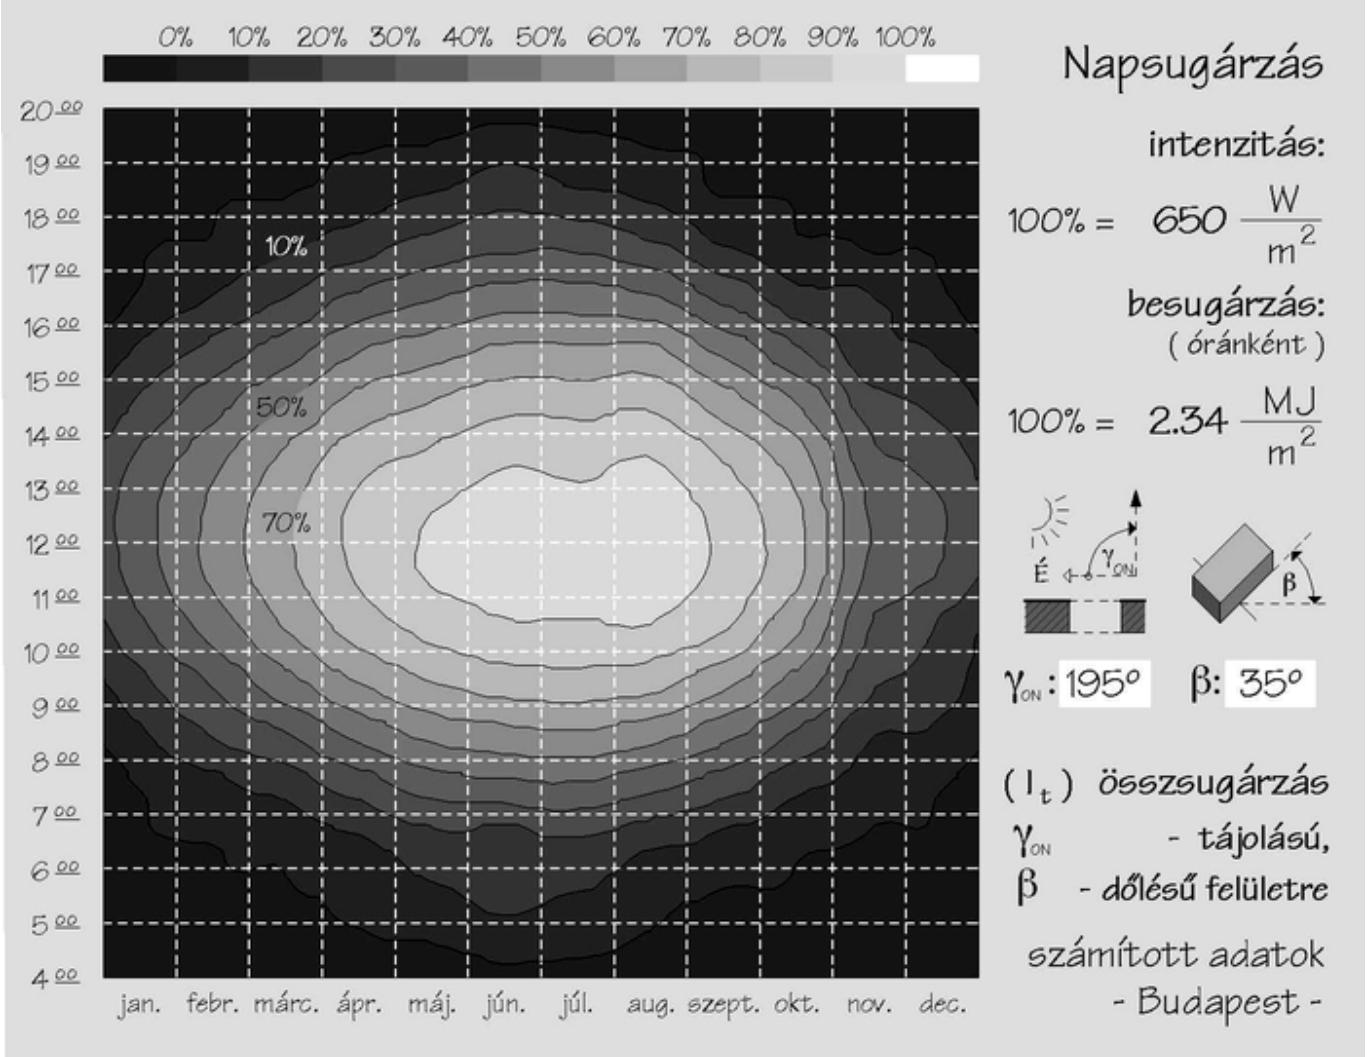 0% 10% 20% 30% 40% 50% 60% 70% 80% 90% 100%
Napsugárzás
intenzitás:
100% = 650 W/m²
besugárzás:
( óránként )
100% = 2.34 MJ/m²
20 00
19 00
18 00
17 00
16 00
15 00
14 00
13 00
12 00
11 00
10 00
9 00
8 00
7 00
6 00
5 00
4 00
10%
50%
70%
jan. febr. márc. ápr. máj. jún. júl. aug. szept. okt. nov. dec.
É γON
β
γON : 195° β: 35°
( I t ) összsugárzás
γON - tájolású,
β - dőlésű felületre
számított adatok
- Budapest -